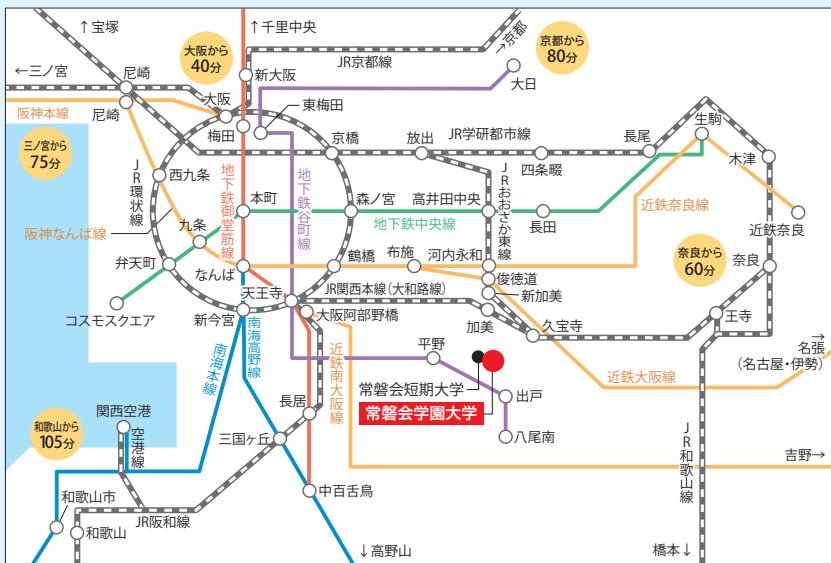 ↑宝塚
↑千里中央
大阪から
40分
JR京都線
→京都
京都から
80分
←三ノ宮
尼崎
新大阪
大日
阪神本線
尼崎
大阪
梅田
東梅田
三ノ宮から
75分
京橋
放出
JR学研都市線
四条畷
長尾
生駒
木津
JR環状線
西九条
地下鉄御堂筋線
地下鉄谷町線
本町
森ノ宮
高井田中央
JRおおさか東線
長田
近鉄奈良線
近鉄奈良
阪神なんば線
九条
地下鉄中央線
弁天町
なんば
鶴橋
布施
河内永和
俊徳道
新加美
奈良から
60分
奈良
コスモスクエア
新今宮
天王寺
JR関西本線(大和路線)
大阪阿部野橋
加美
久宝寺
王寺
→
名張
(名古屋・伊勢)
南海本線
南海高野線
近鉄南大阪線
平野
常磐会短期大学
常磐会学園大学
出戸
八尾南
近鉄大阪線
和歌山から
105分
関西空港
空港線
長居
三国ヶ丘
中百舌鳥
JR和歌山線
吉野→
和歌山市
和歌山
JR阪和線
↓高野山
橋本↓